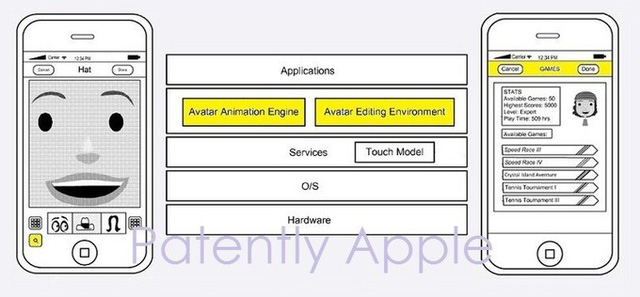 Carrier 12:34 PM
Cancel Hat Done
Applications
Avatar Animation Engine Avatar Editing Environment
Services Touch Model
O/S
Hardware
Carrier 12:34 PM
Cancel GAMES Done
STATS
Available Games: 50
Highest Scores: 5000
Level: Expert
Play Time: 509 hrs.
Available Games:
Speed Race III
Speed Race IV
Crystal Island Aventure
Tennis Tournament I
Tennis Tournament III
Patently Apple